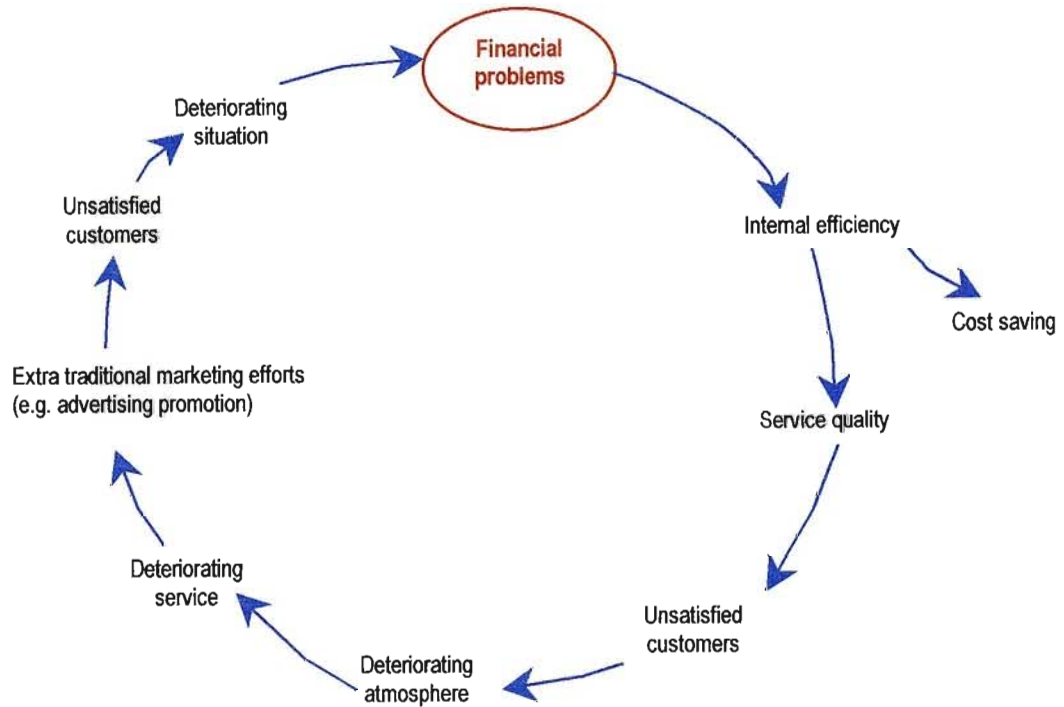 Financial
problems
Internal efficiency
Cost saving
Service quality
Unsatisfied
customers
Deteriorating
atmosphere
Deteriorating
service
Extra traditional marketing efforts
(e.g. advertising promotion)
Unsatisfied
customers
Deteriorating
situation